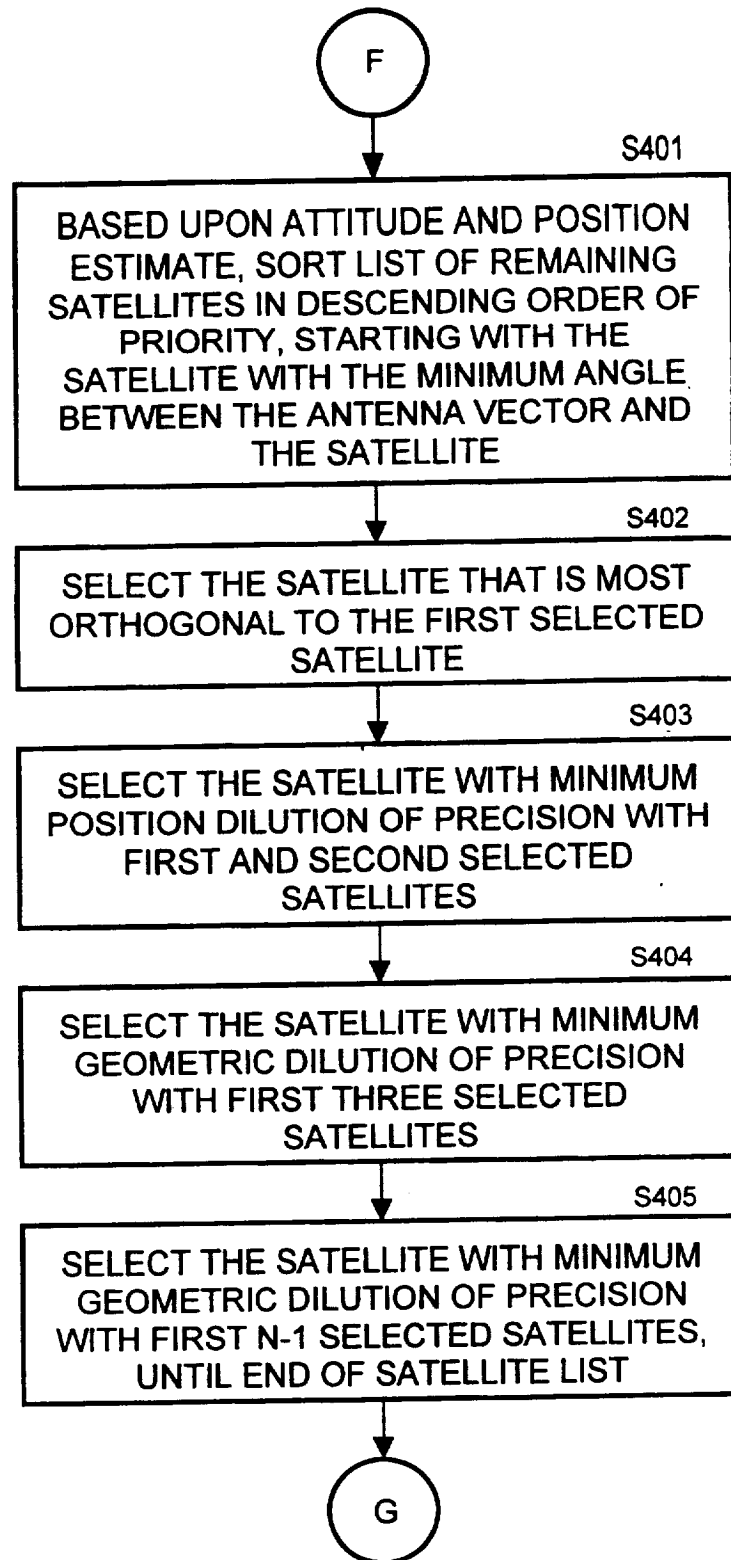 F
S401
BASED UPON ATTITUDE AND POSITION
ESTIMATE, SORT LIST OF REMAINING
SATELLITES IN DESCENDING ORDER OF
PRIORITY, STARTING WITH THE
SATELLITE WITH THE MINIMUM ANGLE
BETWEEN THE ANTENNA VECTOR AND
THE SATELLITE
S402
SELECT THE SATELLITE THAT IS MOST
ORTHOGONAL TO THE FIRST SELECTED
SATELLITE
S403
SELECT THE SATELLITE WITH MINIMUM
POSITION DILUTION OF PRECISION WITH
FIRST AND SECOND SELECTED
SATELLITES
S404
SELECT THE SATELLITE WITH MINIMUM
GEOMETRIC DILUTION OF PRECISION
WITH FIRST THREE SELECTED
SATELLITES
S405
SELECT THE SATELLITE WITH MINIMUM
GEOMETRIC DILUTION OF PRECISION
WITH FIRST N-1 SELECTED SATELLITES,
UNTIL END OF SATELLITE LIST
G